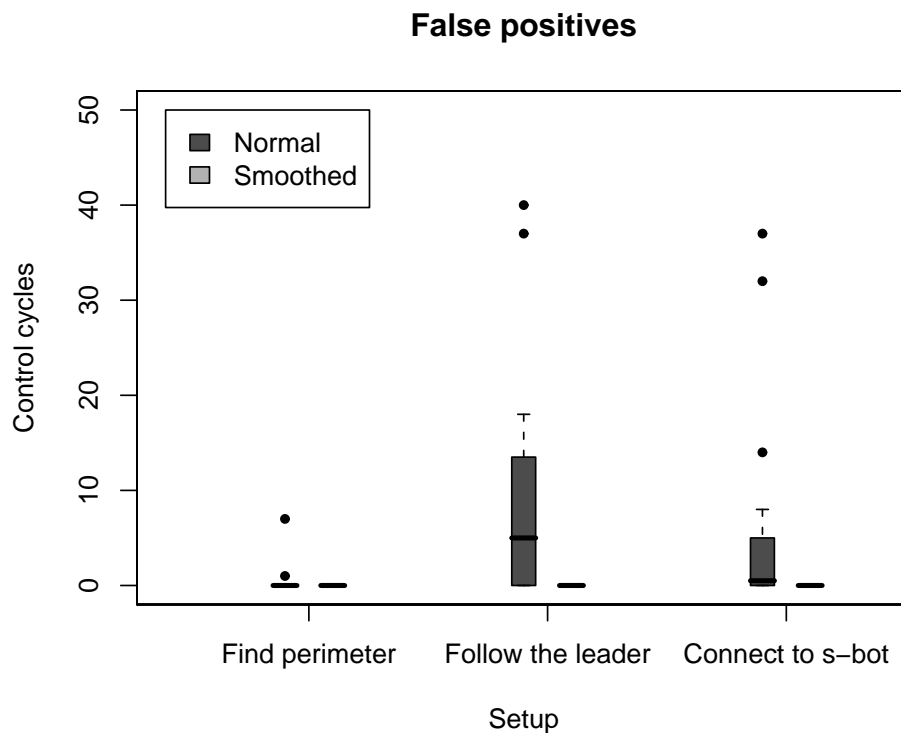 False positives
Normal
Smoothed
50
40
30
20
10
0
Control cycles
Find perimeter
Follow the leader
Connect to s−bot
Setup